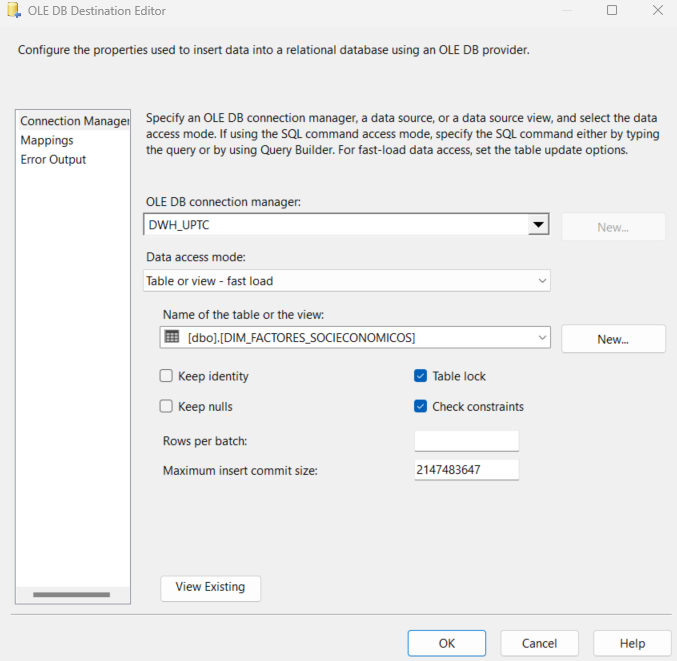 OLE DB Destination Editor
Configure the properties used to insert data into a relational database using an OLE DB provider.
Connection Manager
Mappings
Error Output
Specify an OLE DB connection manager, a data source, or a data source view, and select the data
access mode. If using the SQL command access mode, specify the SQL command either by typing
the query or by using Query Builder. For fast-load data access, set the table update options.
OLE DB connection manager:
DWH_UPTC
New...
Data access mode:
Table or view - fast load
Name of the table or the view:
[dbo].[DIM_FACTORES_SOCIECONOMICOS]
New...
Keep identity
Table lock
Keep nulls
Check constraints
Rows per batch:
Maximum insert commit size:
2147483647
View Existing
OK
Cancel
Help